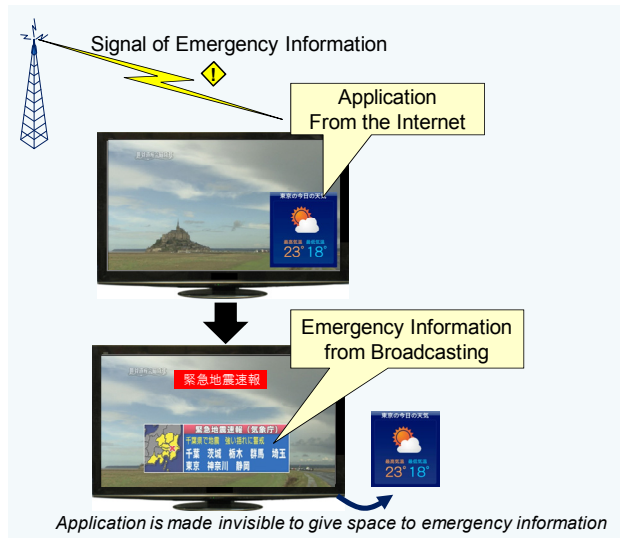 Signal of Emergency Information
Application
From the Internet
東京の今日の天気
最高気温 最低気温
23° 18°
Emergency Information
from Broadcasting
緊急地震速報
緊急地震速報（気象庁）
千葉県で地震 強い揺れに警戒
千葉 茨城 栃木 群馬 埼玉
東京 神奈川 静岡
東京の今日の天気
最高気温 最低気温
23° 18°
Application is made invisible to give space to emergency information